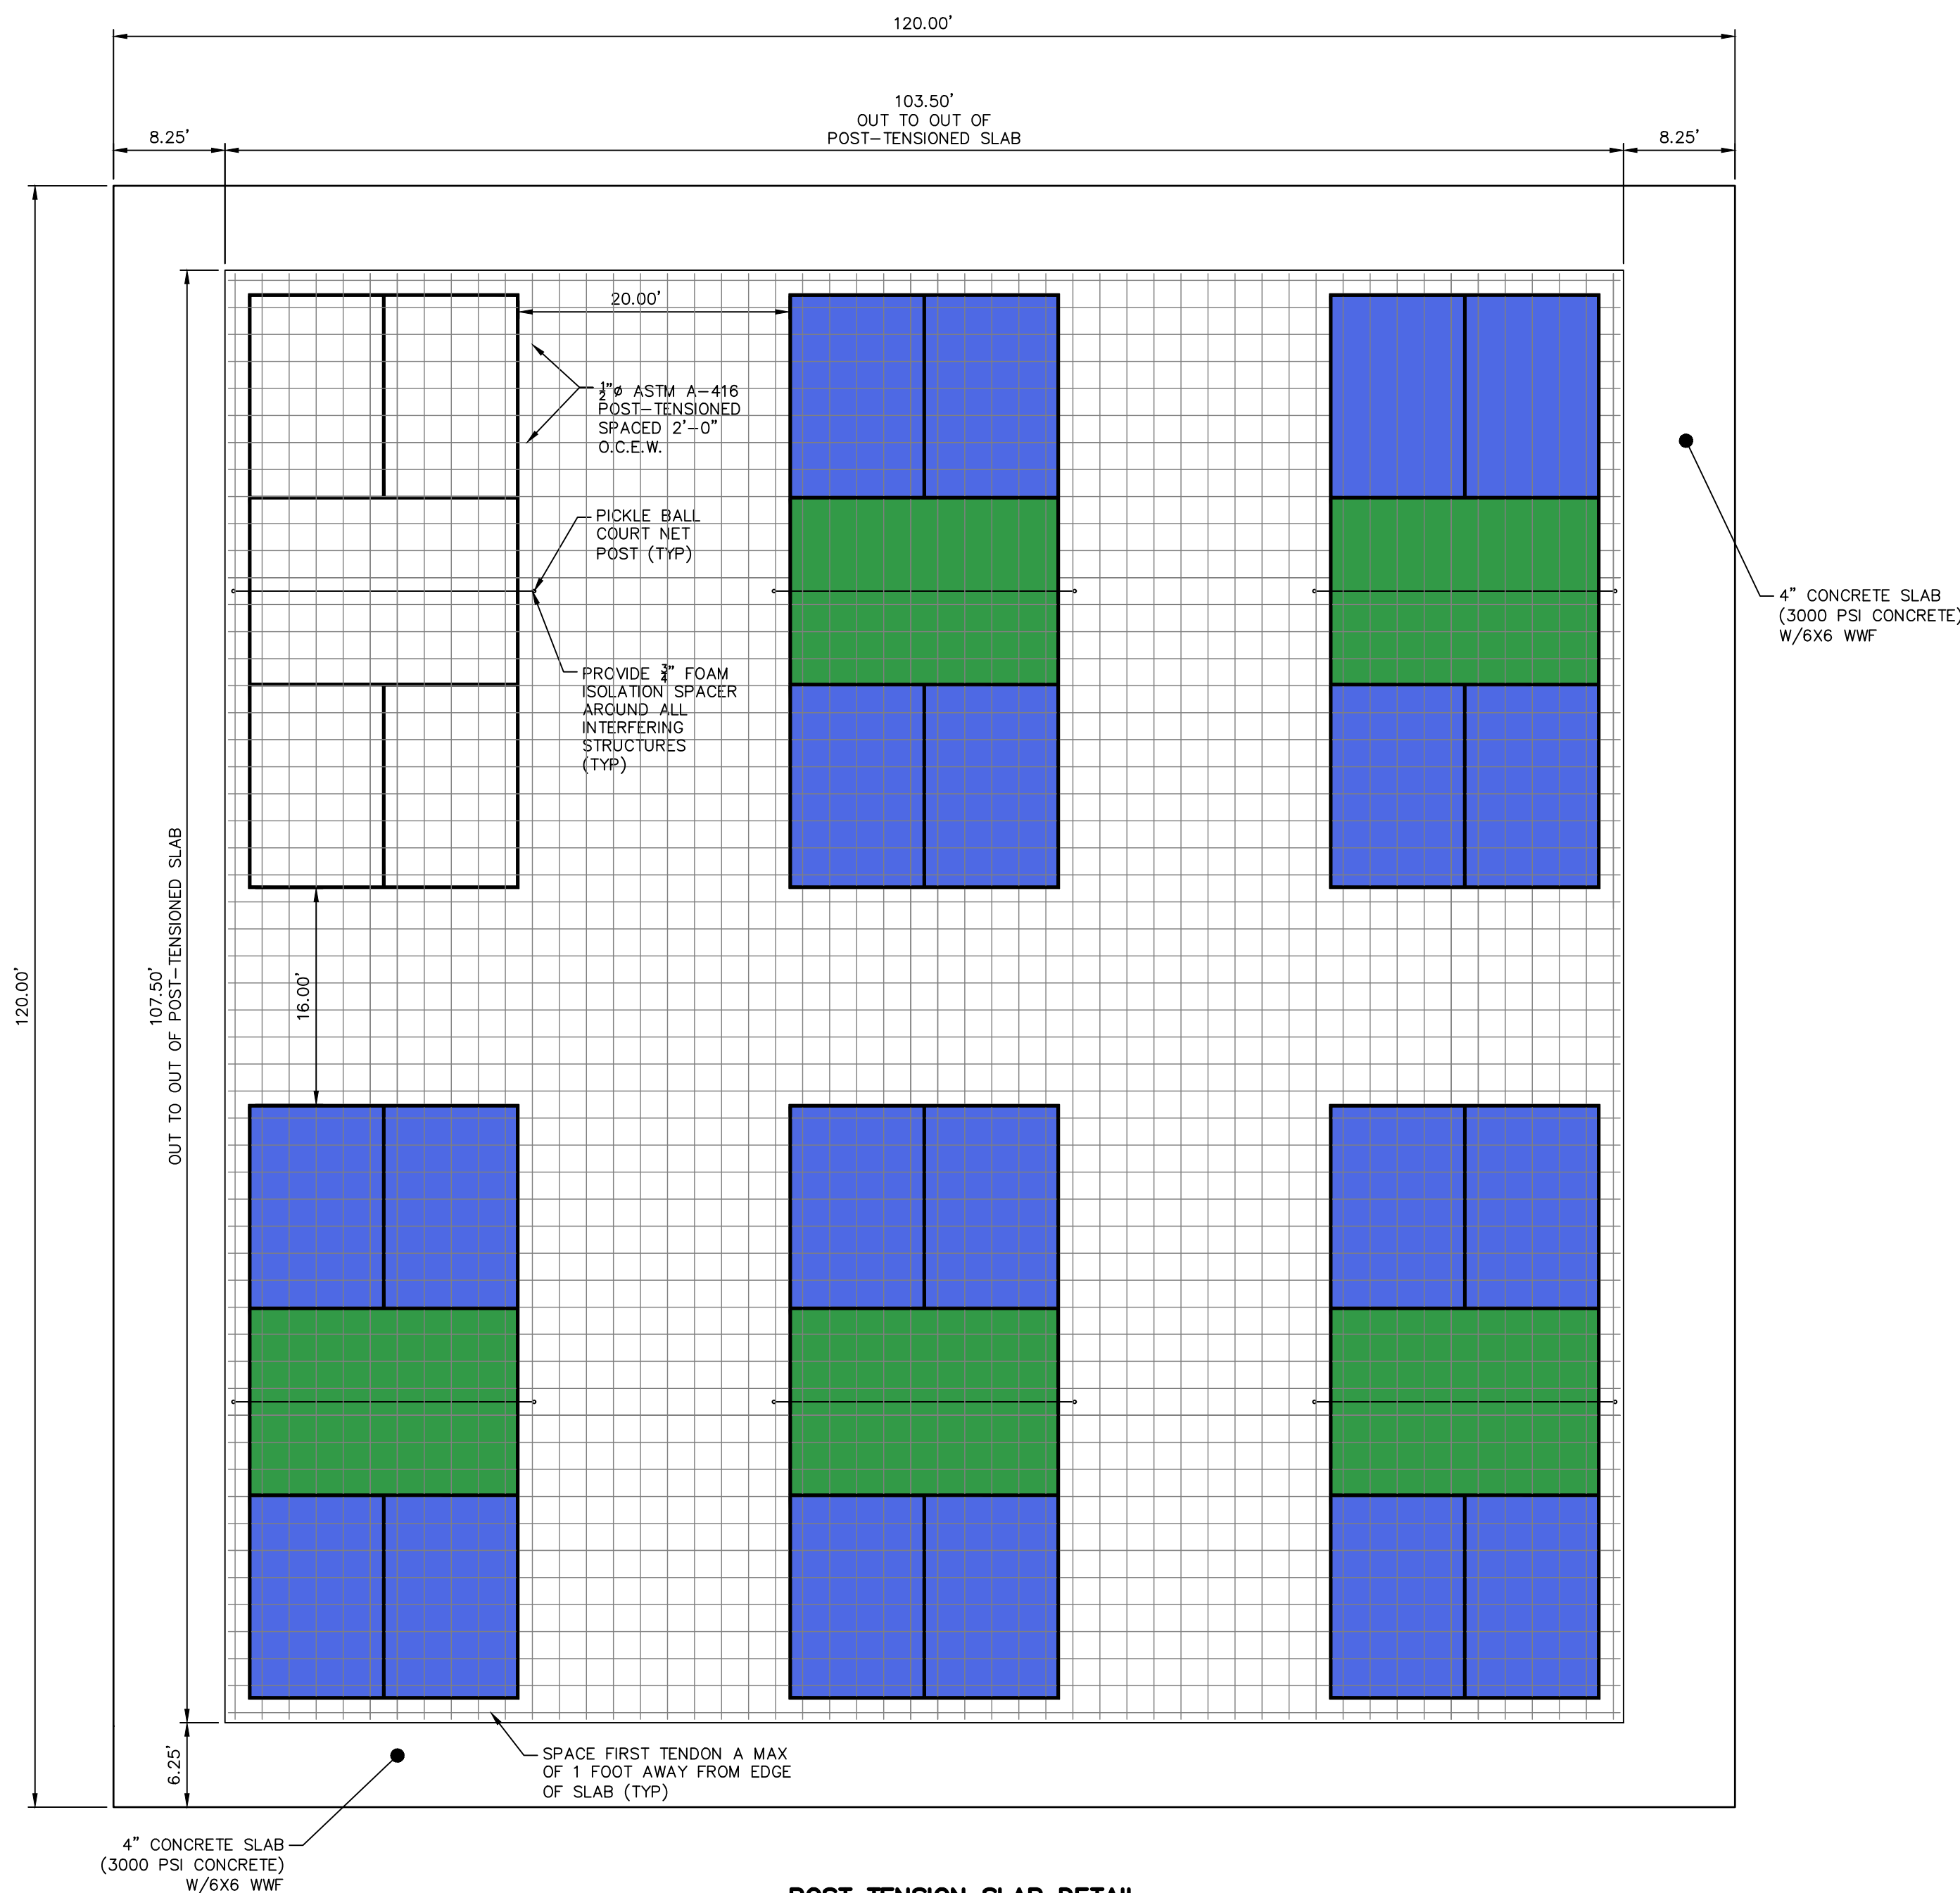 120.00'
103.50'
OUT TO OUT OF
POST-TENSIONED SLAB
8.25'
8.25'
20.00'
½"ø ASTM A-416
POST-TENSIONED
SPACED 2'-0"
O.C.E.W.
PICKLE BALL
COURT NET
POST (TYP)
4" CONCRETE SLAB
(3000 PSI CONCRETE)
W/6X6 WWF
PROVIDE ¾" FOAM
ISOLATION SPACER
AROUND ALL
INTERFERING
STRUCTURES
(TYP)
120.00'
107.50'
OUT TO OUT OF POST-TENSIONED SLAB
16.00'
6.25'
SPACE FIRST TENDON A MAX
OF 1 FOOT AWAY FROM EDGE
OF SLAB (TYP)
4" CONCRETE SLAB
(3000 PSI CONCRETE)
W/6X6 WWF
POST TENSION SLAB DETAIL